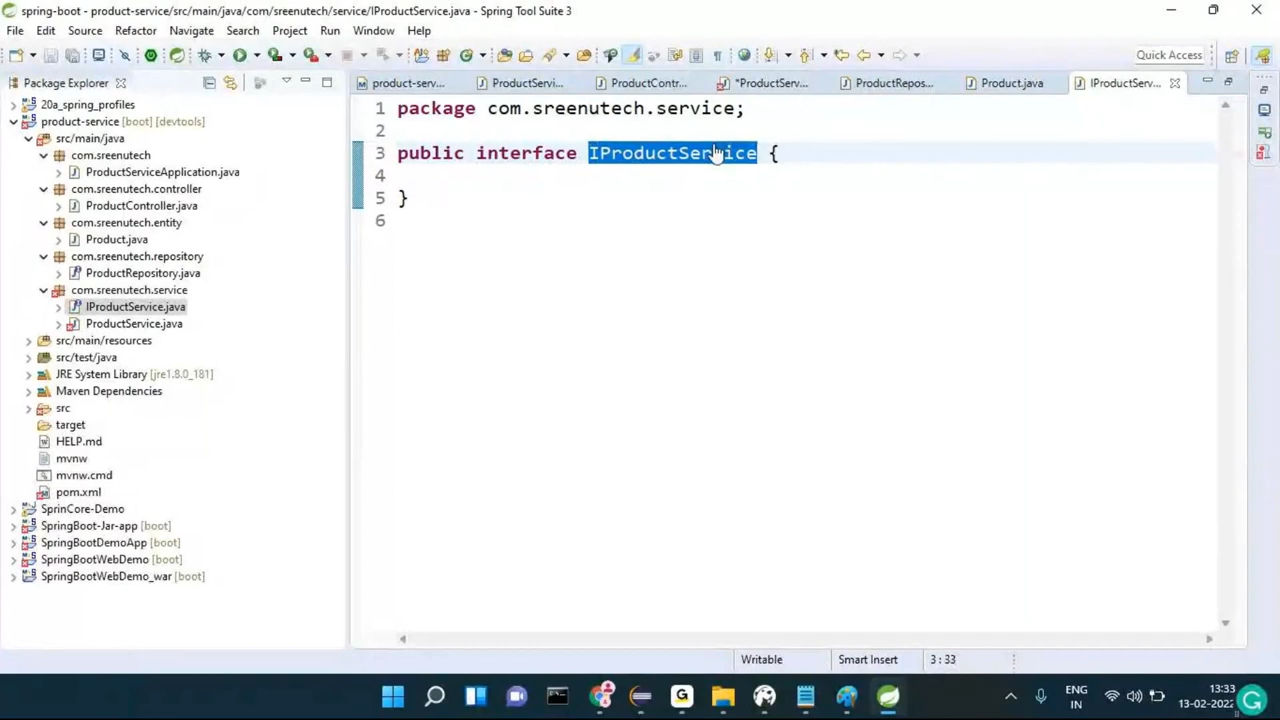 spring-boot - product-service/src/main/java/com/sreenutech/service/IProductService.java - Spring Tool Suite 3
File Edit Source Refactor Navigate Search Project Run Window Help
Quick Access
Package Explorer
product-serv...
ProductServi...
ProductContr...
*ProductServ...
ProductRepos...
Product.java
IProductServ...
20a_spring_profiles
product-service [boot] [devtools]
src/main/java
com.sreenutech
ProductServiceApplication.java
com.sreenutech.controller
ProductController.java
com.sreenutech.entity
Product.java
com.sreenutech.repository
ProductRepository.java
com.sreenutech.service
IProductService.java
ProductService.java
src/main/resources
src/test/java
JRE System Library [jre1.8.0_181]
Maven Dependencies
src
target
HELP.md
mvnw
mvnw.cmd
pom.xml
SprinCore-Demo
SpringBoot-Jar-app [boot]
SpringBootDemoApp [boot]
SpringBootWebDemo [boot]
SpringBootWebDemo_war [boot]
1 package com.sreenutech.service;
2
3 public interface IProductService {
4
5 }
6
Writable
Smart Insert
3 : 33
ENG
IN
13:33
13-02-2022